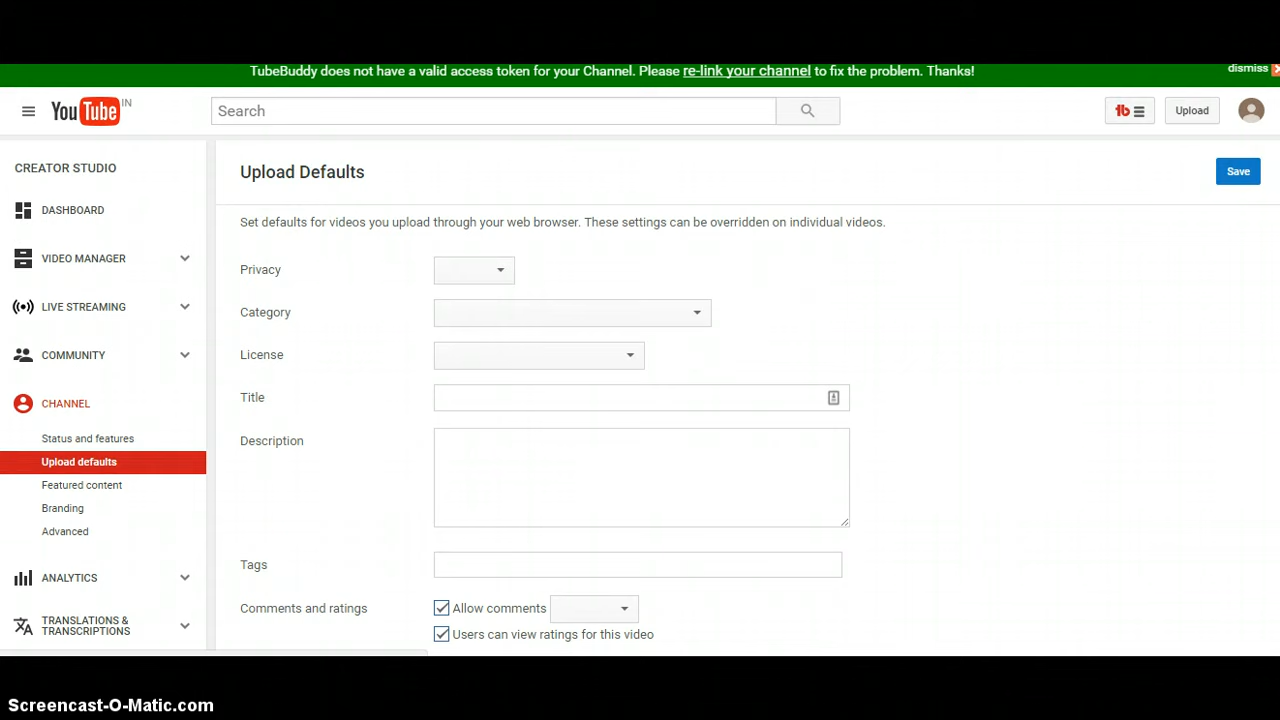 TubeBuddy does not have a valid access token for your Channel. Please re-link your channel to fix the problem. Thanks!
dismiss
YouTube IN
Search
tb
Upload
CREATOR STUDIO
DASHBOARD
VIDEO MANAGER
LIVE STREAMING
COMMUNITY
CHANNEL
Status and features
Upload defaults
Featured content
Branding
Advanced
ANALYTICS
TRANSLATIONS &
TRANSCRIPTIONS
Upload Defaults
Save
Set defaults for videos you upload through your web browser. These settings can be overridden on individual videos.
Privacy
Category
License
Title
Description
Tags
Comments and ratings
Allow comments
Users can view ratings for this video
Screencast-O-Matic.com